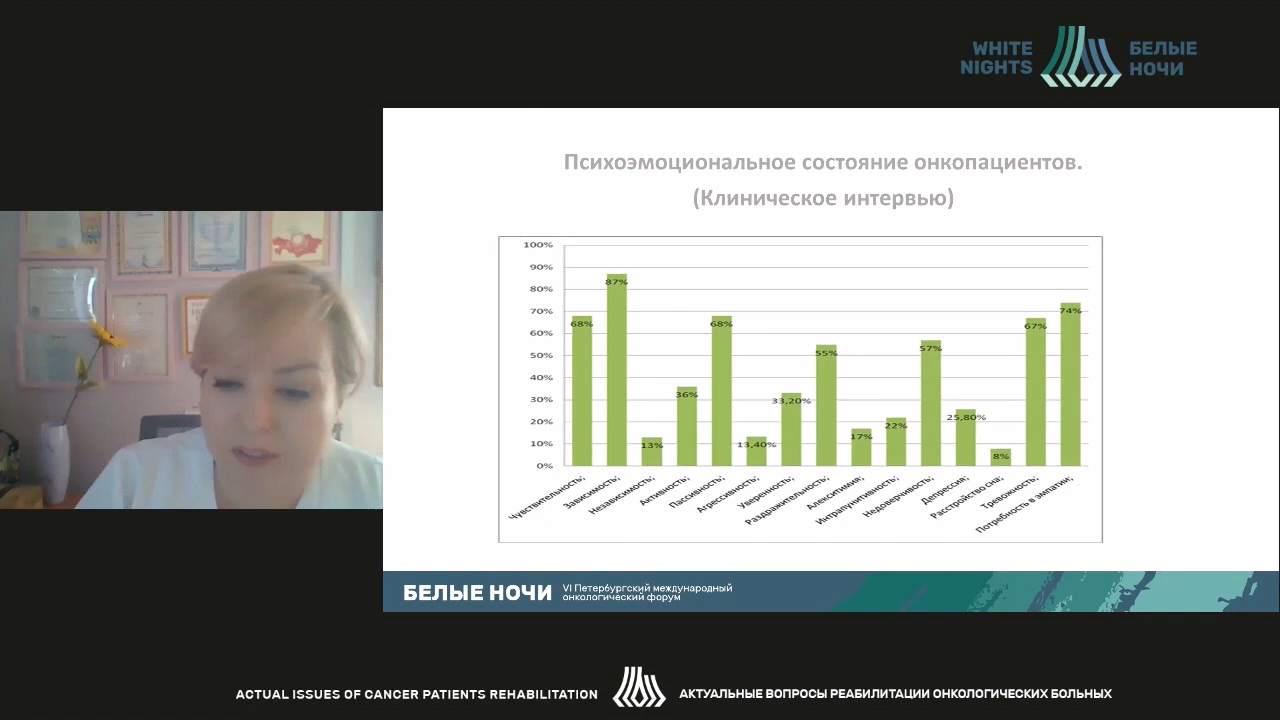 WHITE
NIGHTS
БЕЛЫЕ
НОЧИ
Психоэмоциональное состояние онкопациентов.
(Клиническое интервью)
100%
90%
80%
70%
60%
50%
40%
30%
20%
10%
0%
68%
87%
13%
36%
68%
13,40%
33,20%
55%
17%
22%
57%
25,80%
8%
67%
74%
Чувствительность;
Зависимость;
Независимость;
Активность;
Пассивность;
Агрессивность;
Уверенность;
Раздражительность;
Алекситимия;
Интрапунитивность;
Недоверчивость;
Депрессия;
Расстройство сна;
Тревожность;
Потребность в эмпатии;
БЕЛЫЕ НОЧИ
VI Петербургский международный
онкологический форум
ACTUAL ISSUES OF CANCER PATIENTS REHABILITATION
АКТУАЛЬНЫЕ ВОПРОСЫ РЕАБИЛИТАЦИИ ОНКОЛОГИЧЕСКИХ БОЛЬНЫХ